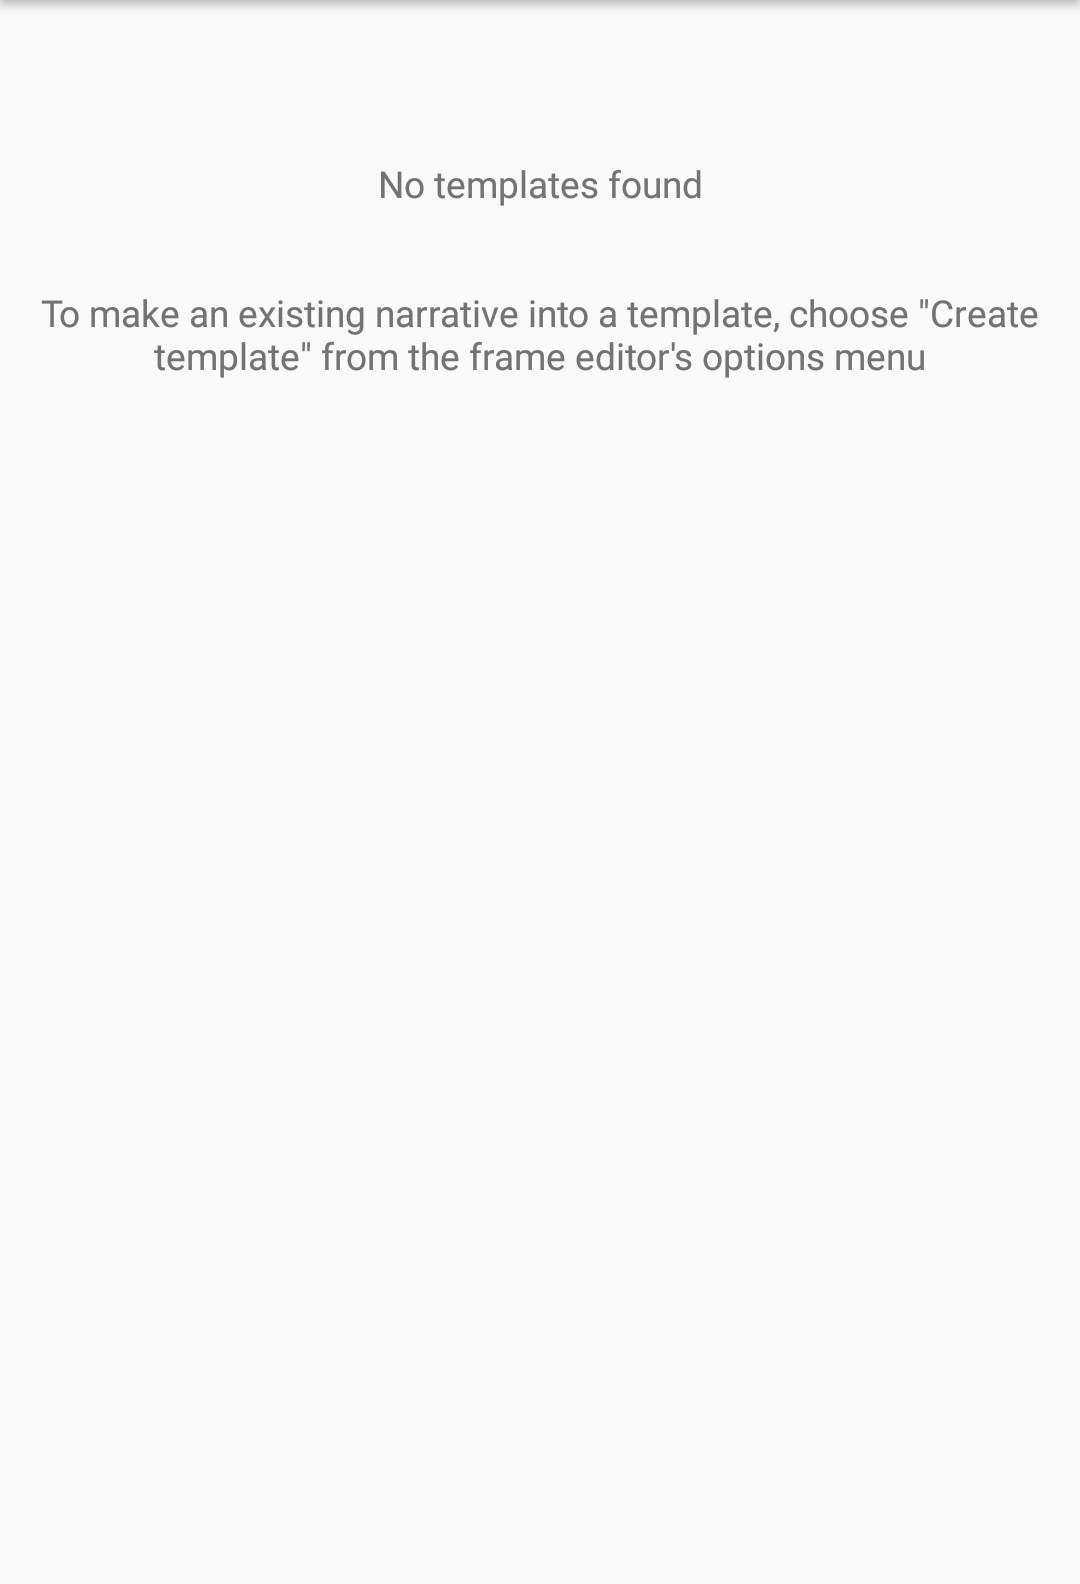 No templates found
To make an existing narrative into a template, choose "Create
template" from the frame editor's options menu